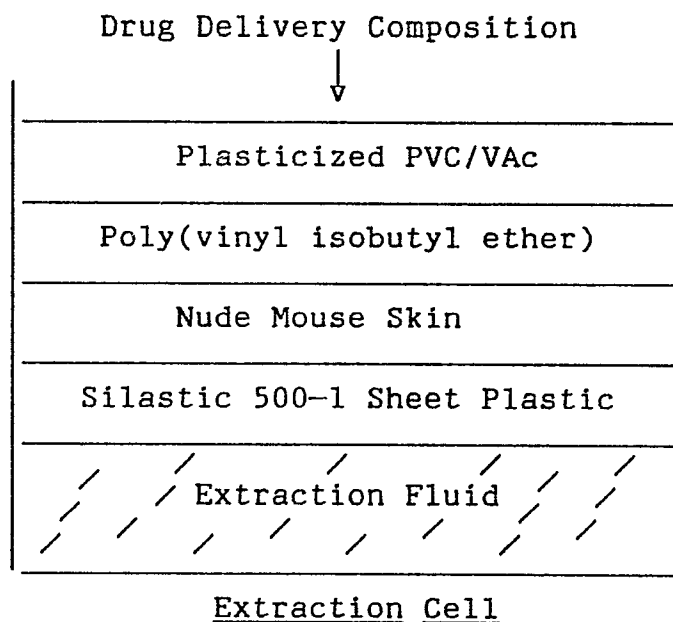 Drug Delivery Composition
Plasticized PVC/VAc
Poly(vinyl isobutyl ether)
Nude Mouse Skin
Silastic 500-1 Sheet Plastic
Extraction Fluid
Extraction Cell